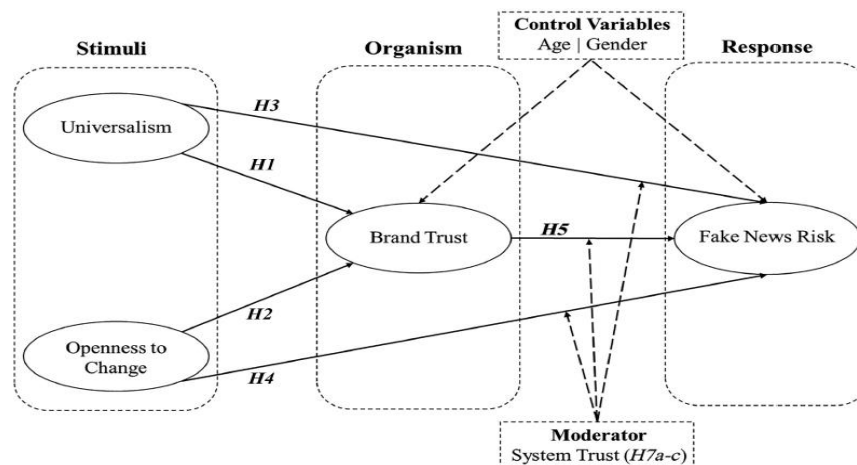 Control Variables
Age | Gender
Stimuli
Organism
Response
H3
Universalism
H1
Brand Trust
H5
Fake News Risk
H2
Openness to
Change
H4
Moderator
System Trust (H7a-c)